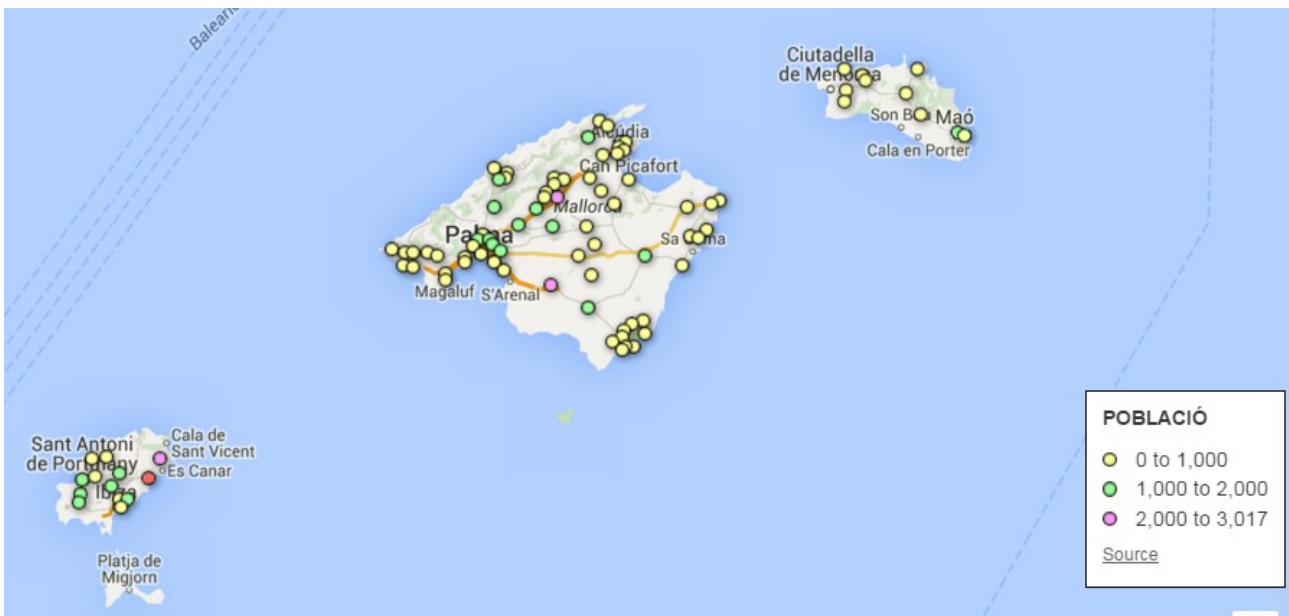 Baleari
Ciutadella
de Menorca
Son Bou
Maó
Cala en Porter
Alcúdia
Can Picafort
Mallorca
Palma
Sa Coma
Magaluf
S'Arenal
Sant Antoni
de Portmany
Cala de
Sant Vicent
Es Canar
Ibiza
Platja de
Migjorn
POBLACIÓ
0 to 1,000
1,000 to 2,000
2,000 to 3,017
Source